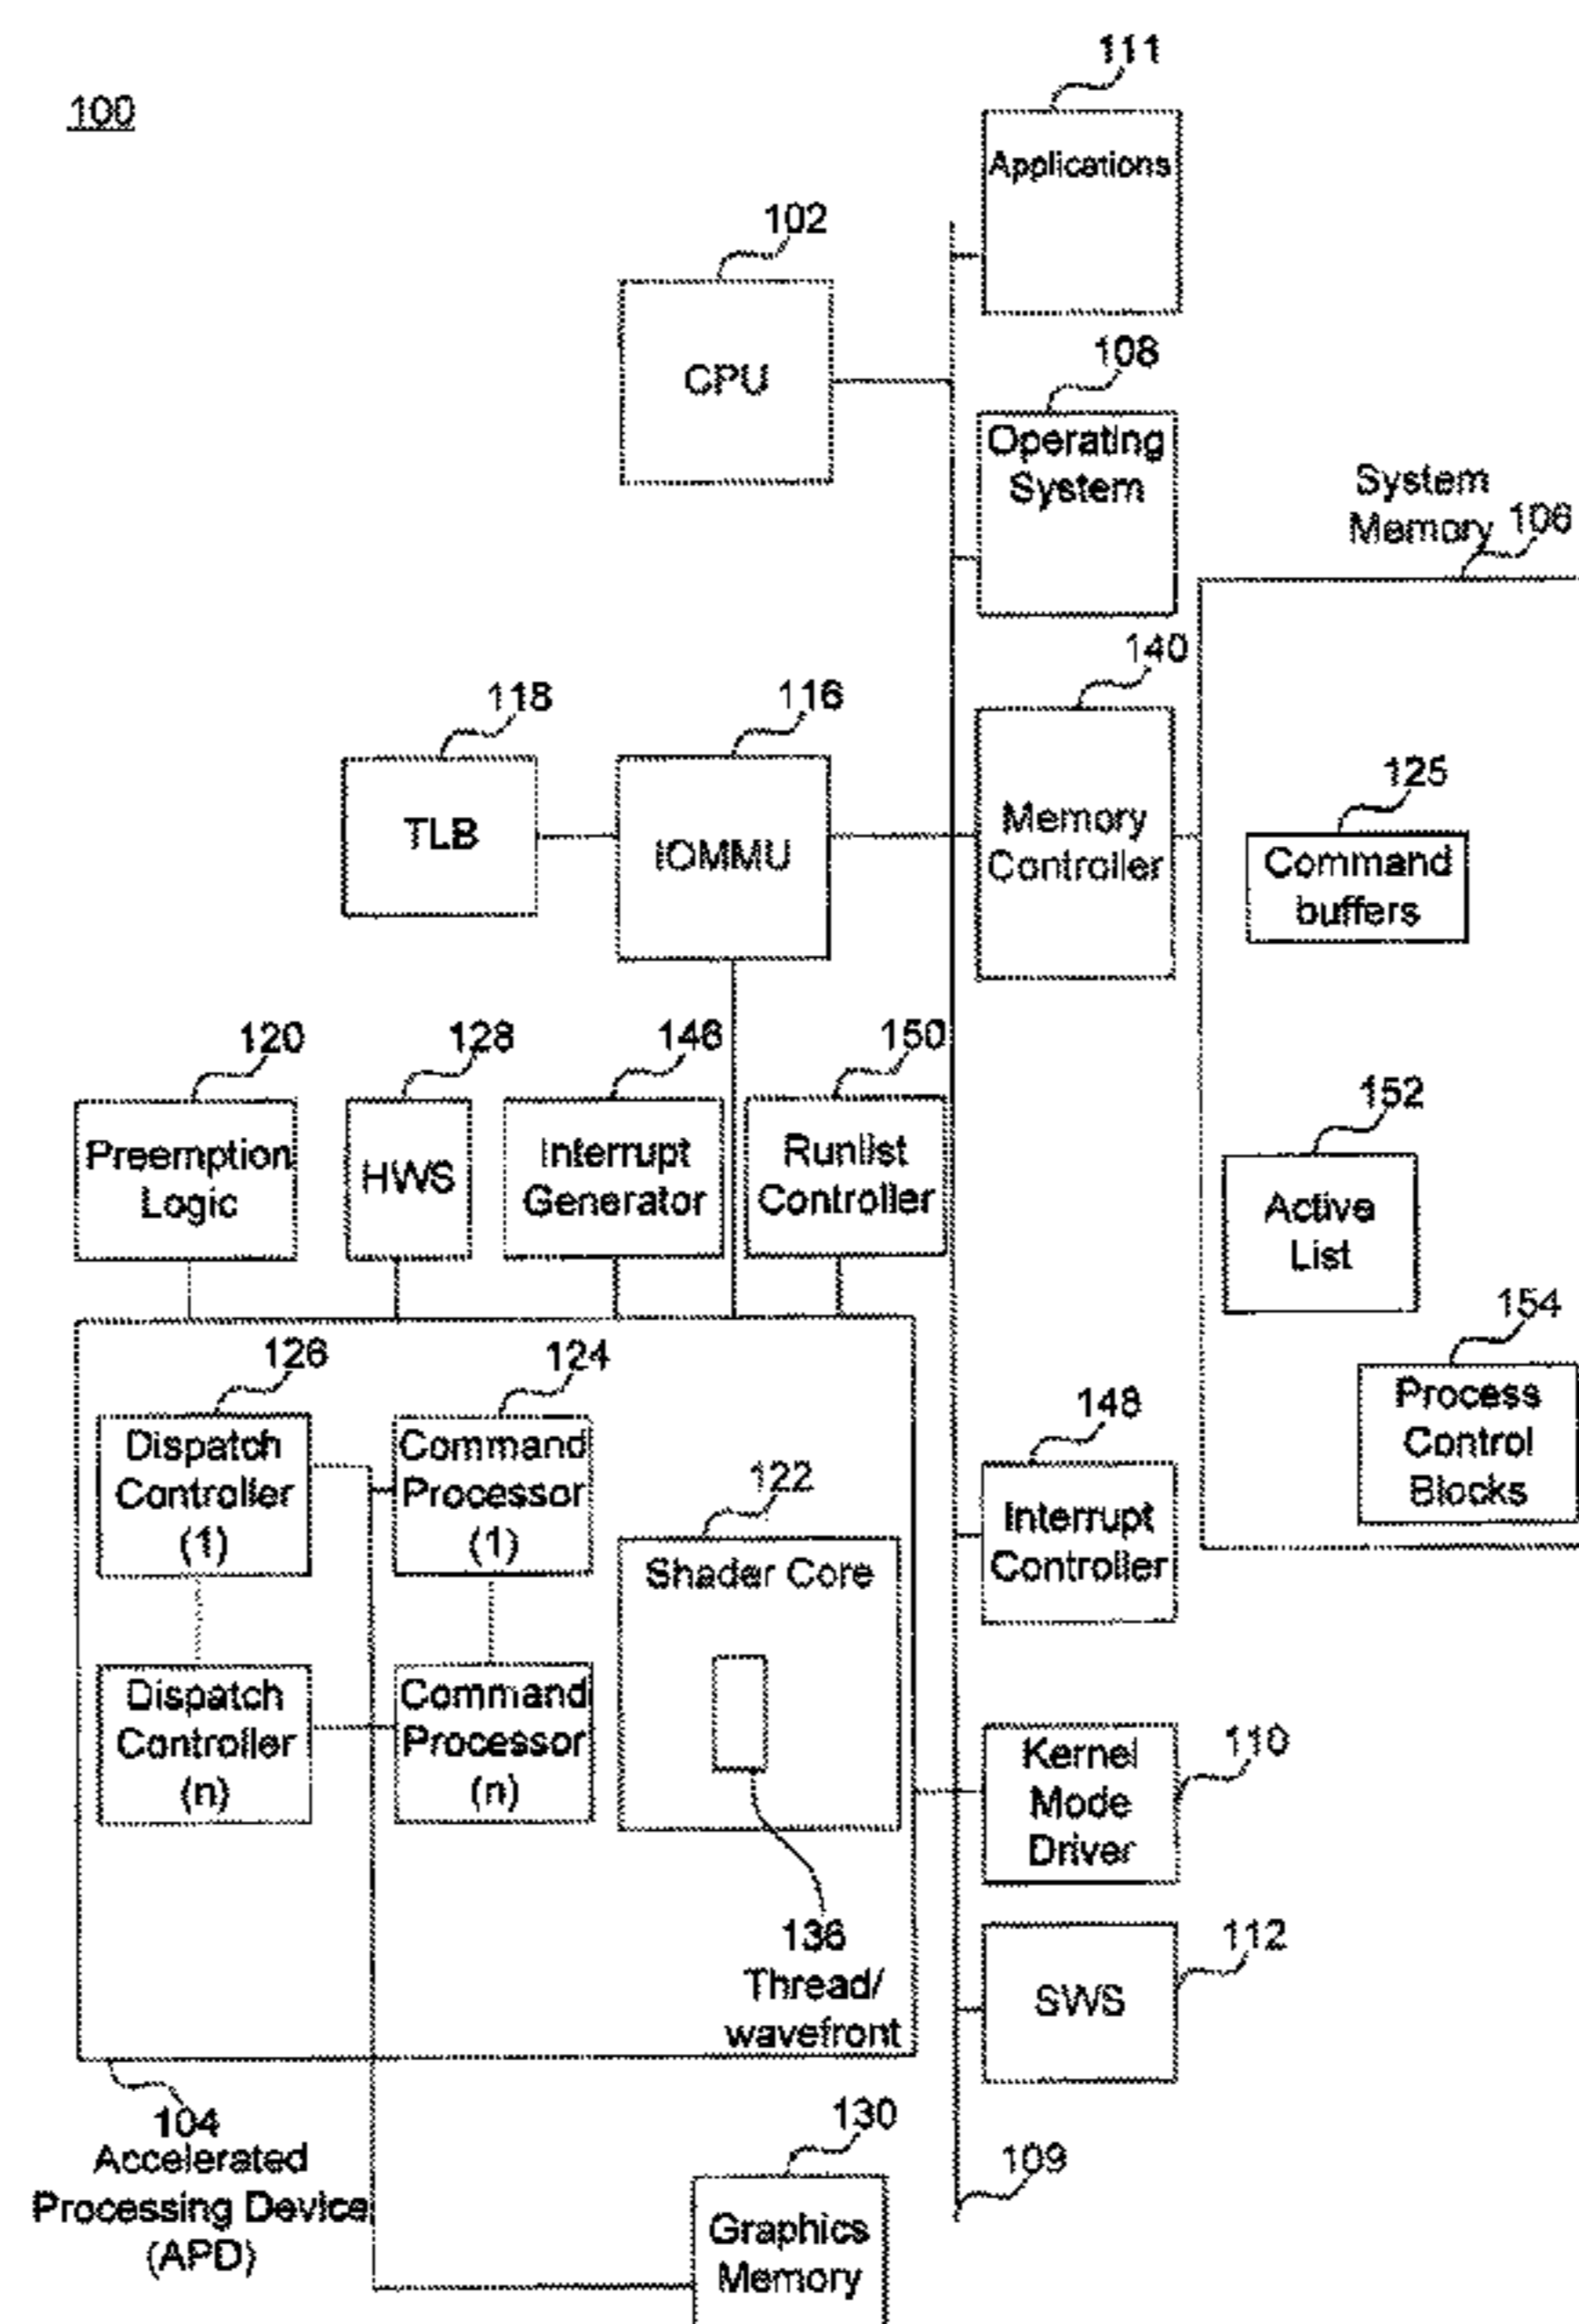 100
111
Applications
102
CPU
108
Operating
System
System
Memory 106
140
118
116
TLB
IOMMU
Memory
Controller
125
Command
buffers
120
128
146
150
Preemption
Logic
HWS
Interrupt
Generator
Runlist
Controller
152
Active
List
154
Process
Control
Blocks
126
124
Dispatch
Controller
(1)
Command
Processor
(1)
122
Shader Core
148
Interrupt
Controller
Dispatch
Controller
(n)
Command
Processor
(n)
Kernel
Mode
Driver
110
136
Thread/
wavefront
SWS
112
104
Accelerated
Processing Device
(APD)
130
Graphics
Memory
109